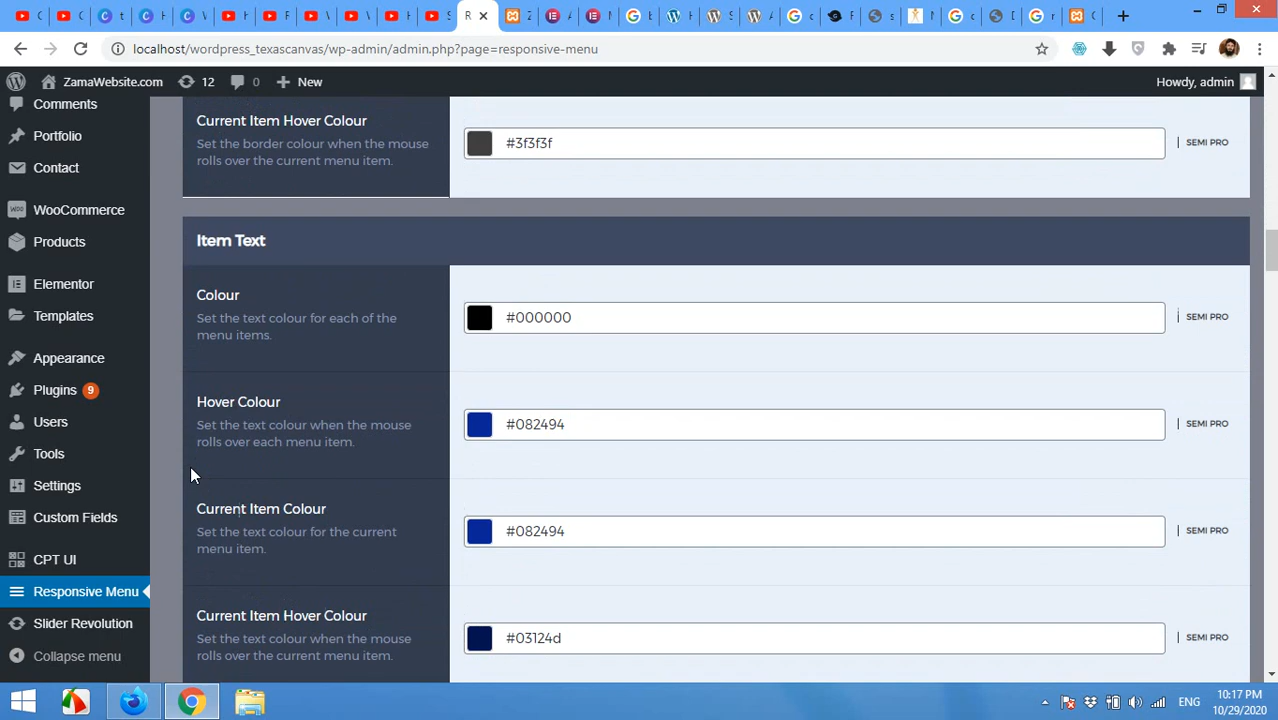 localhost/wordpress_texascanvas/wp-admin/admin.php?page=responsive-menu
ZamaWebsite.com 12 0 New Howdy, admin
Comments
Portfolio
Contact
WooCommerce
Products
Elementor
Templates
Appearance
Plugins 9
Users
Tools
Settings
Custom Fields
CPT UI
Responsive Menu
Slider Revolution
Collapse menu
Current Item Hover Colour
Set the border colour when the mouse
rolls over the current menu item.
#3f3f3f
SEMI PRO
Item Text
Colour
Set the text colour for each of the
menu items.
#000000
SEMI PRO
Hover Colour
Set the text colour when the mouse
rolls over each menu item.
#082494
SEMI PRO
Current Item Colour
Set the text colour for the current
menu item.
#082494
SEMI PRO
Current Item Hover Colour
Set the text colour when the mouse
rolls over the current menu item.
#03124d
SEMI PRO
ENG
10:17 PM
10/29/2020